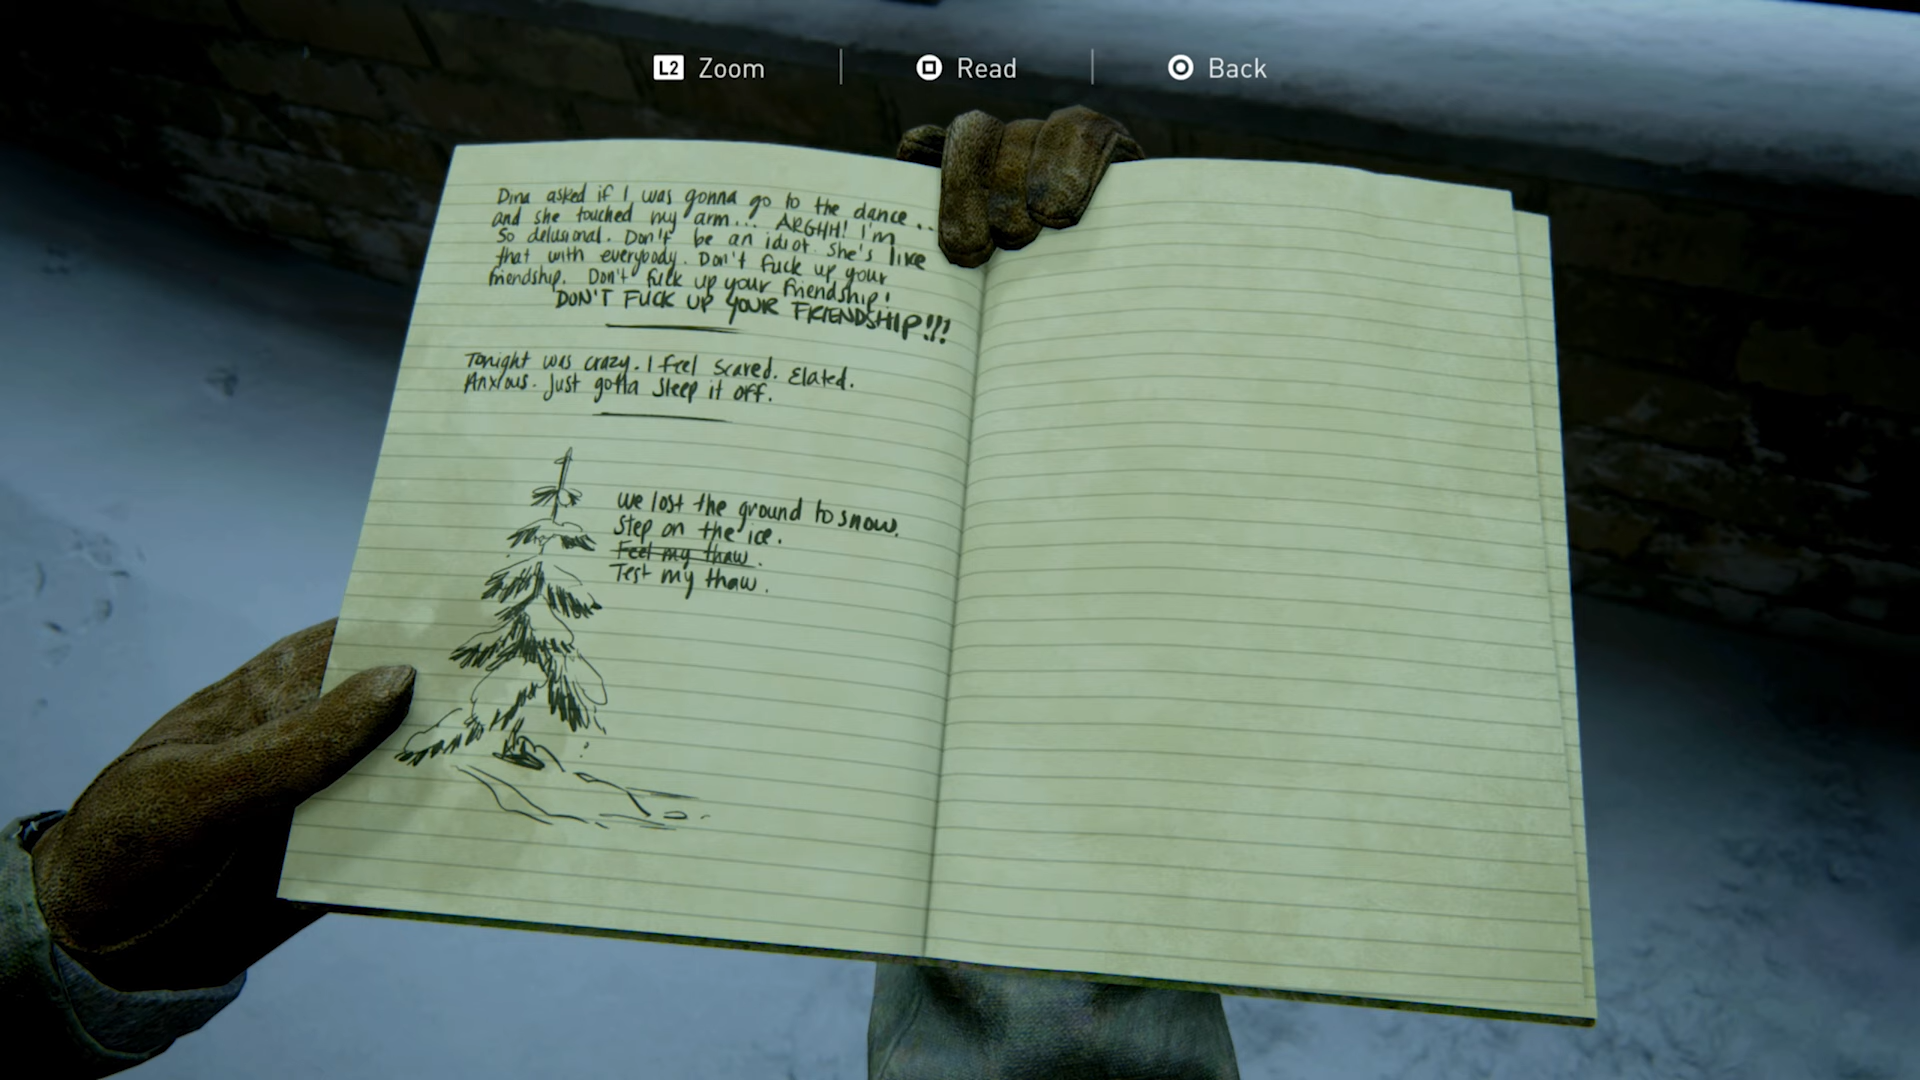 L2 Zoom Read Back
Dina asked if I was gonna go to the dance...
and she touched my arm... ARGHH! I'm
So delusional. Don't be an idiot. She's like
that with everybody. Don't fuck up your
friendship. Don't fuck up your friendship!
DON'T FUCK UP YOUR FRIENDSHIP!!!
Tonight was crazy. I feel scared. Elated.
Anxious. Just gotta sleep it off.
We lost the ground to snow.
Step on the ice.
Feel my thaw.
Test my thaw.